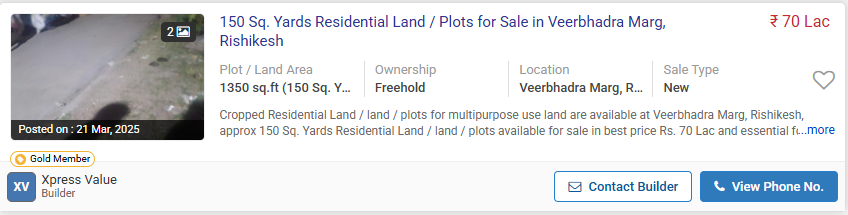 2
Posted on : 21 Mar, 2025
150 Sq. Yards Residential Land / Plots for Sale in Veerbhadra Marg,
Rishikesh
₹ 70 Lac
Plot / Land Area
1350 sq.ft (150 Sq. Y...
Ownership
Freehold
Location
Veerbhadra Marg, R...
Sale Type
New
Cropped Residential Land / land / plots for multipurpose use land are available at Veerbhadra Marg, Rishikesh,
approx 150 Sq. Yards Residential Land / land / plots available for sale in best price Rs. 70 Lac and essential f...more
Gold Member
XV
Xpress Value
Builder
Contact Builder
View Phone No.